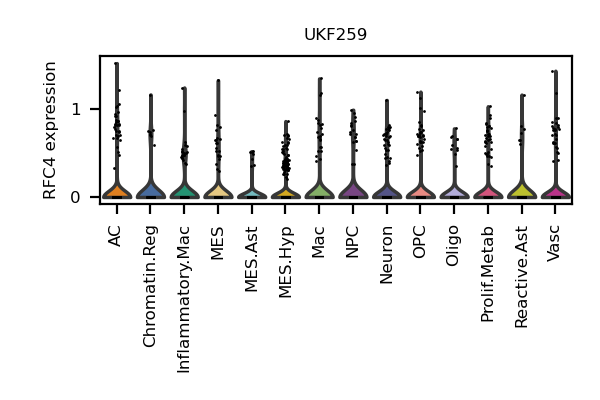 UKF259
RFC4 expression
1
0
AC
Chromatin.Reg
Inflammatory.Mac
MES
MES.Ast
MES.Hyp
Mac
NPC
Neuron
OPC
Oligo
Prolif.Metab
Reactive.Ast
Vasc